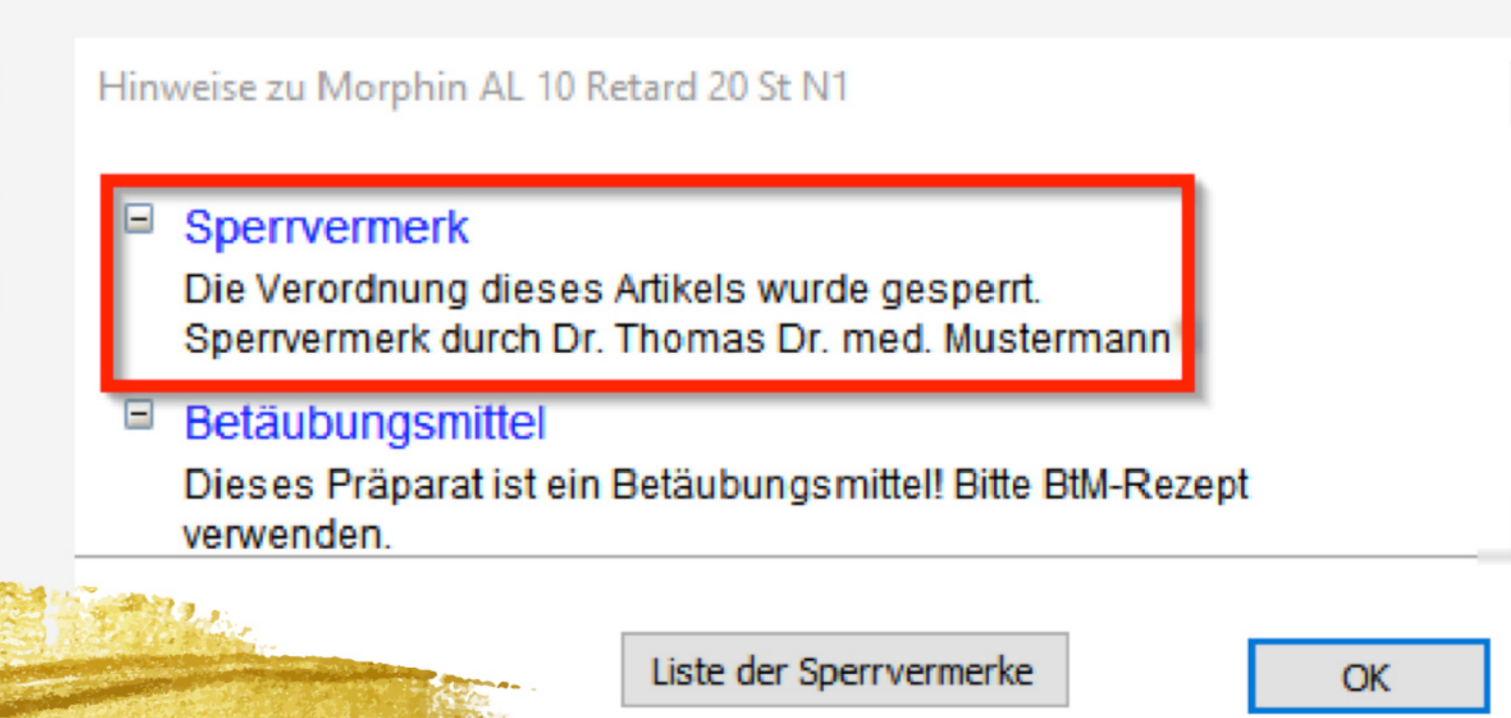 Hinweise zu Morphin AL 10 Retard 20 St N1
Sperrvermerk
Die Verordnung dieses Artikels wurde gesperrt.
Sperrvermerk durch Dr. Thomas Dr. med. Mustermann
Betäubungsmittel
Dieses Präparat ist ein Betäubungsmittel! Bitte BtM-Rezept
verwenden.
Liste der Sperrvermerke
OK